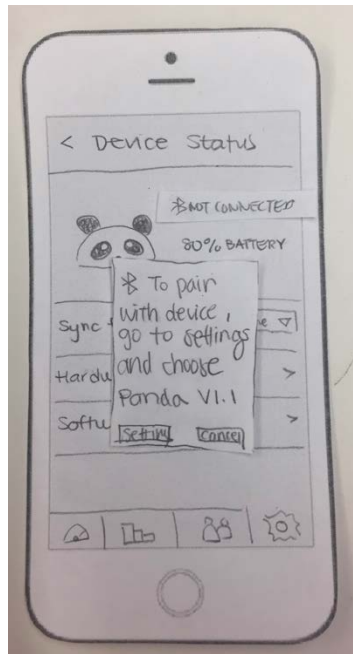 < Device Status
NOT CONNECTED
80% BATTERY
To pair
with device,
go to settings
and choose
Panda V1.1
Setting Cancel
Sync
Hardw
Softw